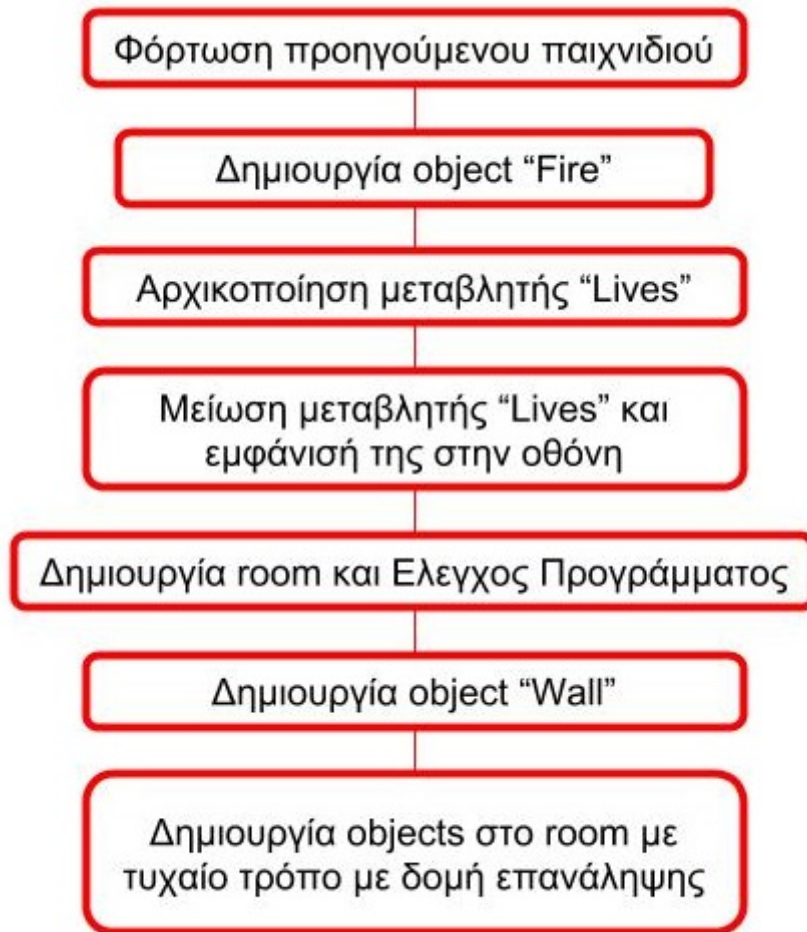 Φόρτωση προηγούμενου παιχνιδιού
Δημιουργία object “Fire”
Αρχικοποίηση μεταβλητής “Lives”
Μείωση μεταβλητής “Lives” και
εμφάνισή της στην οθόνη
Δημιουργία room και Ελεγχος Προγράμματος
Δημιουργία object “Wall”
Δημιουργία objects στο room με
τυχαίο τρόπο με δομή επανάληψης